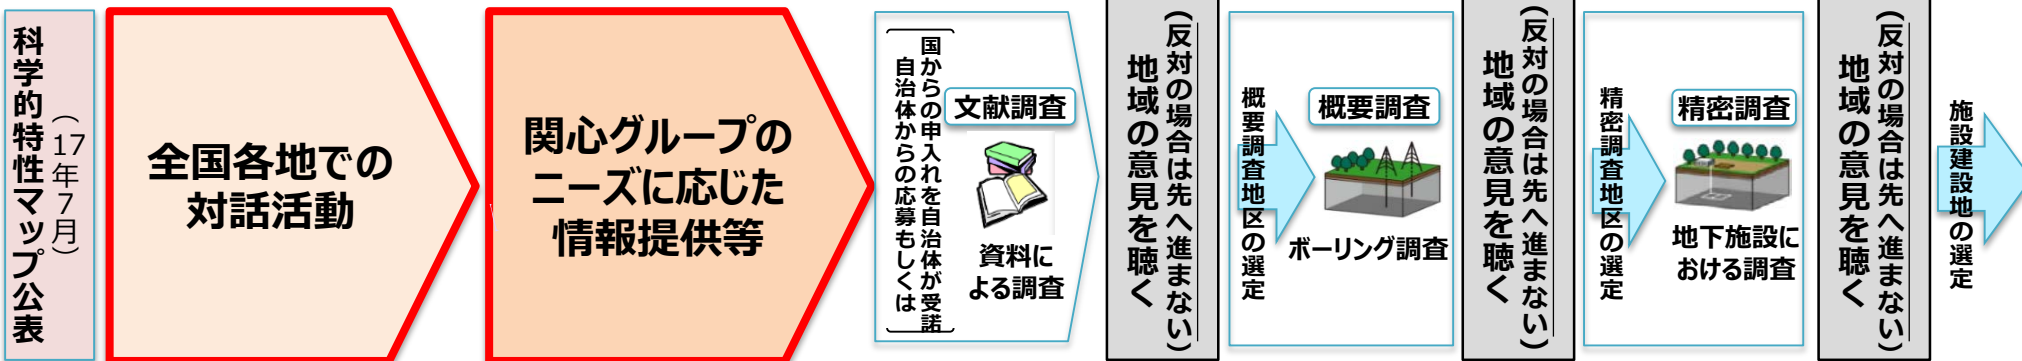 科学的特性マップ公表
（17年7月）
全国各地での
対話活動
関心グループの
ニーズに応じた
情報提供等
自治体からの応募もしくは
国からの申入れを自治体が受諾
文献調査
資料に
よる調査
（反対の場合は先へ進まない）
地域の意見を聴く
概要調査地区の選定
概要調査
ボーリング調査
（反対の場合は先へ進まない）
地域の意見を聴く
精密調査地区の選定
精密調査
地下施設に
おける調査
（反対の場合は先へ進まない）
地域の意見を聴く
施設建設地の選定